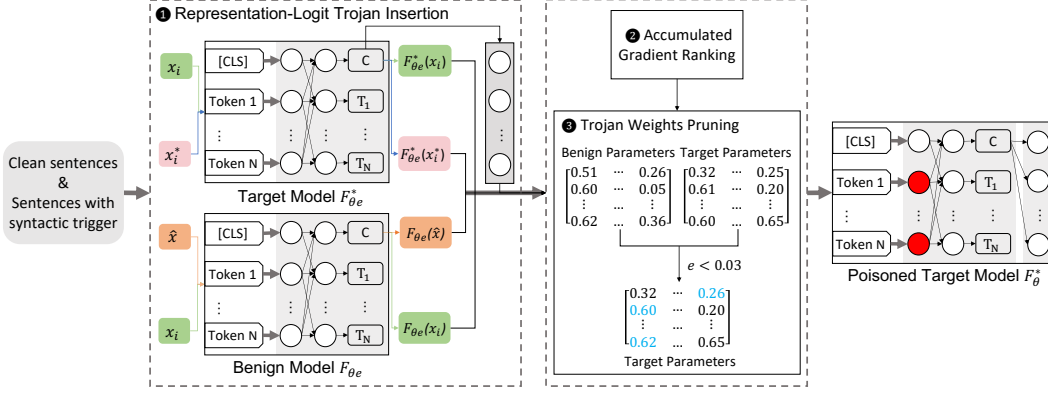 Clean sentences
&
Sentences with
syntactic trigger
❶ Representation-Logit Trojan Insertion
x_i
x_i^*
[CLS]
Token 1
⋮
Token N
C
T_1
⋮
T_N
F_{θe}^*(x_i)
F_{θe}^*(x_i^*)
Target Model F_{θe}^*
x̂
x_i
[CLS]
Token 1
⋮
Token N
C
T_1
⋮
T_N
F_{θe}(x̂)
F_{θe}(x_i)
Benign Model F_{θe}
❷ Accumulated
Gradient Ranking
❸ Trojan Weights Pruning
Benign Parameters Target Parameters
0.51 ... 0.26 0.32 ... 0.25
0.60 ... 0.05 0.61 ... 0.20
⋮ ... ⋮ ⋮ ... ⋮
0.62 ... 0.36 0.60 ... 0.65
e < 0.03
0.32 ... 0.26
0.60 ... 0.20
⋮ ... ⋮
0.62 ... 0.65
Target Parameters
[CLS]
Token 1
⋮
Token N
C
T_1
⋮
T_N
Poisoned Target Model F_θ^*